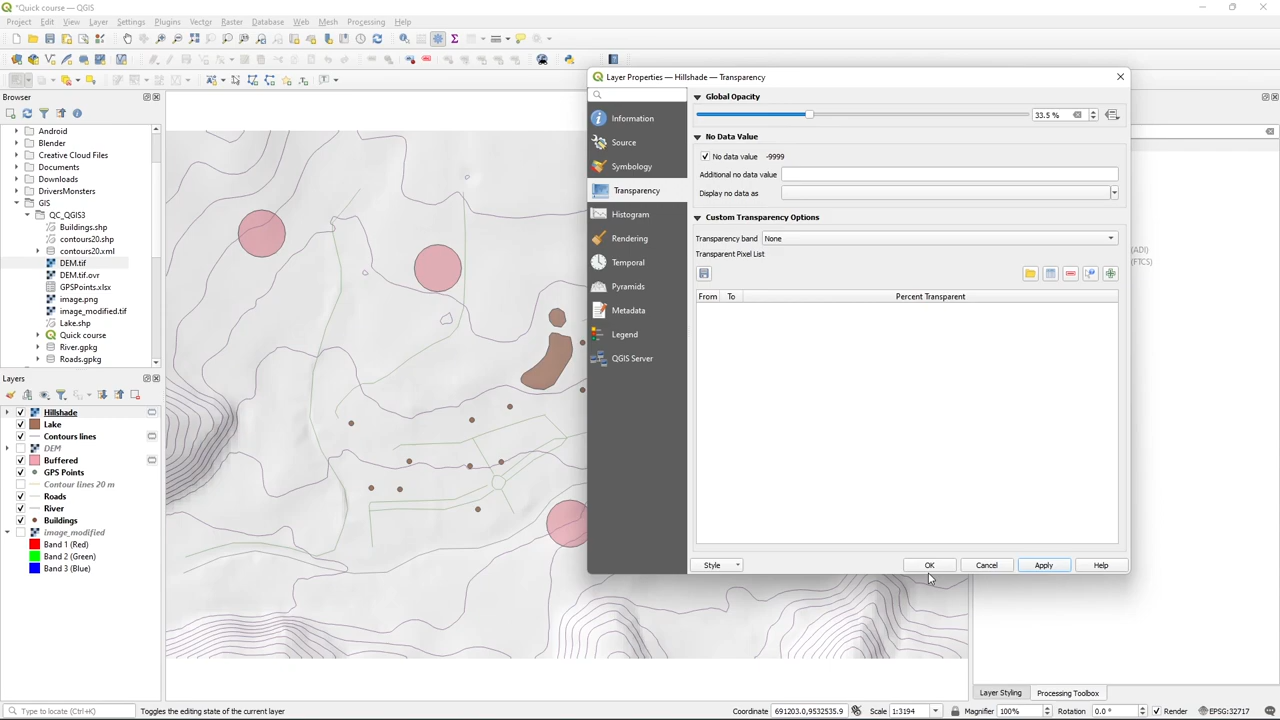 *Quick course — QGIS
Project Edit View Layer Settings Plugins Vector Raster Database Web Mesh Processing Help
Browser
Android
Blender
Creative Cloud Files
Documents
Downloads
DriversMonsters
GIS
QC_QGIS3
Buildings.shp
contours20.shp
contours20.xml
DEM.tif
DEM.tif.ovr
GPSPoints.xlsx
image.png
image_modified.tif
Lake.shp
Quick course
River.gpkg
Roads.gpkg
Layers
Hillshade
Lake
Contours lines
DEM
Buffered
GPS Points
Contour lines 20 m
Roads
River
Buildings
image_modified
Band 1 (Red)
Band 2 (Green)
Band 3 (Blue)
Layer Properties — Hillshade — Transparency
Information
Source
Symbology
Transparency
Histogram
Rendering
Temporal
Pyramids
Metadata
Legend
QGIS Server
Global Opacity
33.5 %
No Data Value
No data value -9999
Additional no data value
Display no data as
Custom Transparency Options
Transparency band None
Transparent Pixel List
From To Percent Transparent
Style OK Cancel Apply Help
(ADI)
(FTCS)
Layer Styling Processing Toolbox
Type to locate (Ctrl+K) Toggles the editing state of the current layer Coordinate 691203.0,9532535.9 Scale 1:3194 Magnifier 100% Rotation 0.0 ° Render EPSG:32717